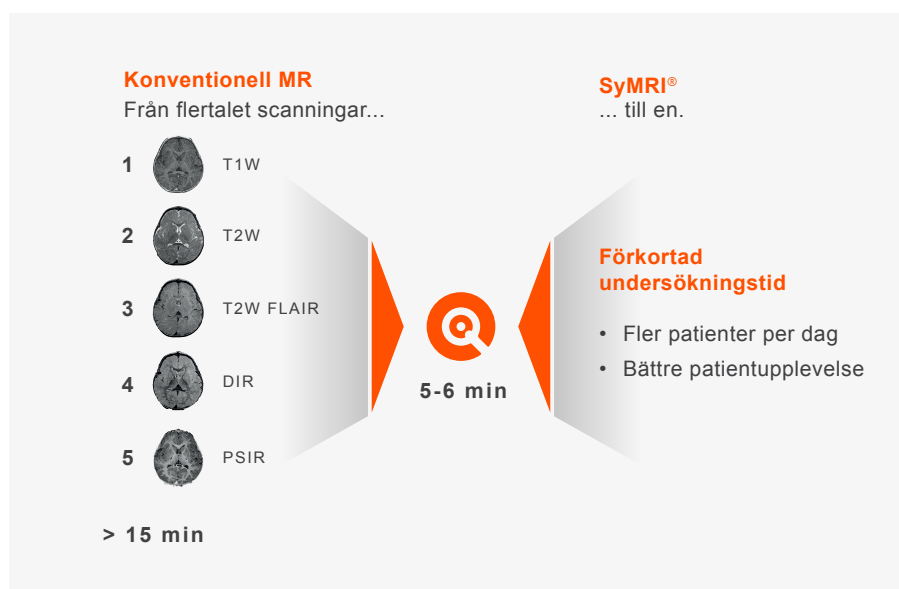 Konventionell MR
Från flertalet scanningar...
1 T1W
2 T2W
3 T2W FLAIR
4 DIR
5 PSIR
> 15 min
5-6 min
SyMRI®
... till en.
Förkortad
undersökningstid
• Fler patienter per dag
• Bättre patientupplevelse